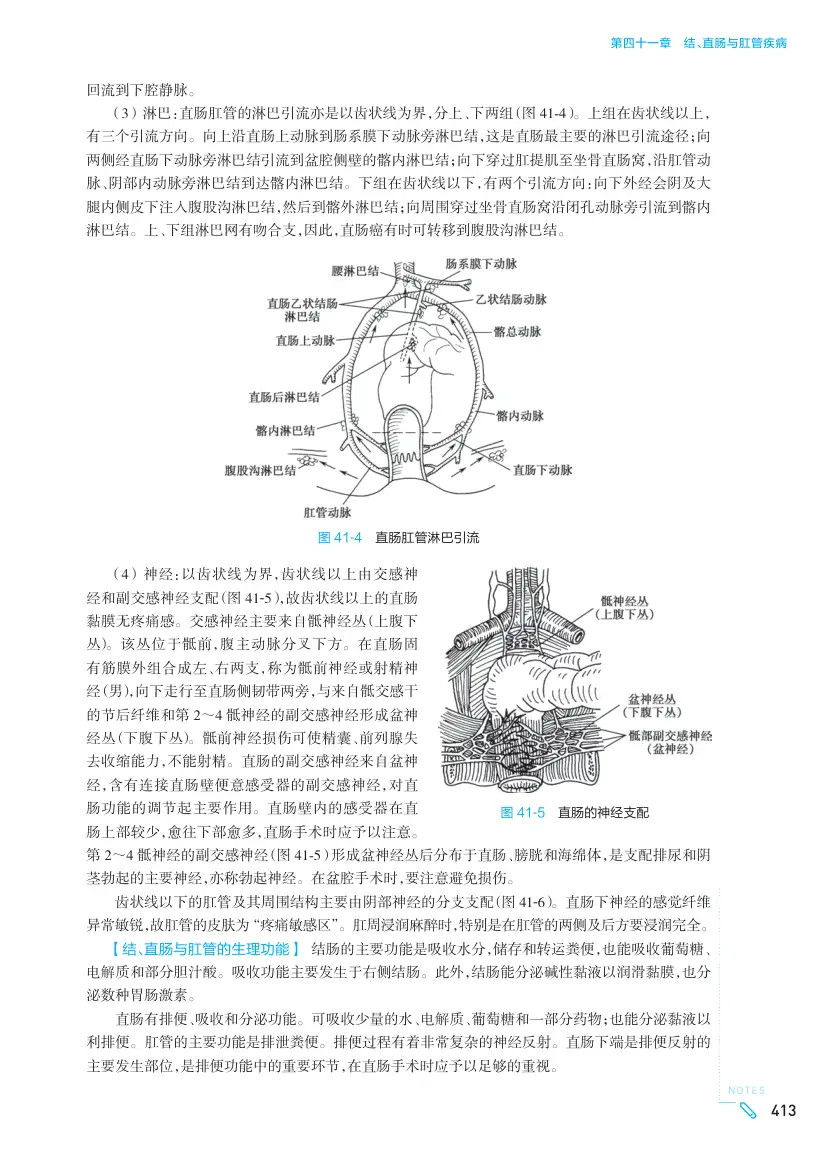 第四十一章 结、直肠与肛管疾病
回流到下腔静脉。
（3）淋巴:直肠肛管的淋巴引流亦是以齿状线为界,分上、下两组(图 41-4)。上组在齿状线以上,
有三个引流方向。向上沿直肠上动脉到肠系膜下动脉旁淋巴结,这是直肠最主要的淋巴引流途径;向
两侧经直肠下动脉旁淋巴结引流到盆腔侧壁的髂内淋巴结;向下穿过肛提肌至坐骨直肠窝,沿肛管动
脉、阴部内动脉旁淋巴结到达髂内淋巴结。下组在齿状线以下,有两个引流方向:向下外经会阴及大
腿内侧皮下注入腹股沟淋巴结,然后到髂外淋巴结;向周围穿过坐骨直肠窝沿闭孔动脉旁引流到髂内
淋巴结。上、下组淋巴网有吻合支,因此,直肠癌有时可转移到腹股沟淋巴结。
腰淋巴结
肠系膜下动脉
直肠乙状结肠
淋巴结
乙状结肠动脉
直肠上动脉
髂总动脉
直肠后淋巴结
髂内动脉
髂内淋巴结
腹股沟淋巴结
直肠下动脉
肛管动脉
图 41-4 直肠肛管淋巴引流
（4）神经:以齿状线为界,齿状线以上由交感神
经和副交感神经支配(图 41-5),故齿状线以上的直肠
黏膜无疼痛感。交感神经主要来自骶神经丛(上腹下
丛)。该丛位于骶前,腹主动脉分叉下方。在直肠固
有筋膜外组合成左、右两支,称为骶前神经或射精神
经(男),向下走行至直肠侧韧带两旁,与来自骶交感干
的节后纤维和第 2～4 骶神经的副交感神经形成盆神
经丛(下腹下丛)。骶前神经损伤可使精囊、前列腺失
去收缩能力,不能射精。直肠的副交感神经来自盆神
经,含有连接直肠壁便意感受器的副交感神经,对直
肠功能的调节起主要作用。直肠壁内的感受器在直
肠上部较少,愈往下部愈多,直肠手术时应予以注意。
骶神经丛
(上腹下丛)
盆神经丛
(下腹下丛)
骶部副交感神经
(盆神经)
图 41-5 直肠的神经支配
第 2～4 骶神经的副交感神经(图 41-5)形成盆神经丛后分布于直肠、膀胱和海绵体,是支配排尿和阴
茎勃起的主要神经,亦称勃起神经。在盆腔手术时,要注意避免损伤。
齿状线以下的肛管及其周围结构主要由阴部神经的分支支配(图 41-6)。直肠下神经的感觉纤维
异常敏锐,故肛管的皮肤为“疼痛敏感区”。肛周浸润麻醉时,特别是在肛管的两侧及后方要浸润完全。
【结、直肠与肛管的生理功能】 结肠的主要功能是吸收水分,储存和转运粪便,也能吸收葡萄糖、
电解质和部分胆汁酸。吸收功能主要发生于右侧结肠。此外,结肠能分泌碱性黏液以润滑黏膜,也分
泌数种胃肠激素。
直肠有排便、吸收和分泌功能。可吸收少量的水、电解质、葡萄糖和一部分药物;也能分泌黏液以
利排便。肛管的主要功能是排泄粪便。排便过程有着非常复杂的神经反射。直肠下端是排便反射的
主要发生部位,是排便功能中的重要环节,在直肠手术时应予以足够的重视。
NOTES
413